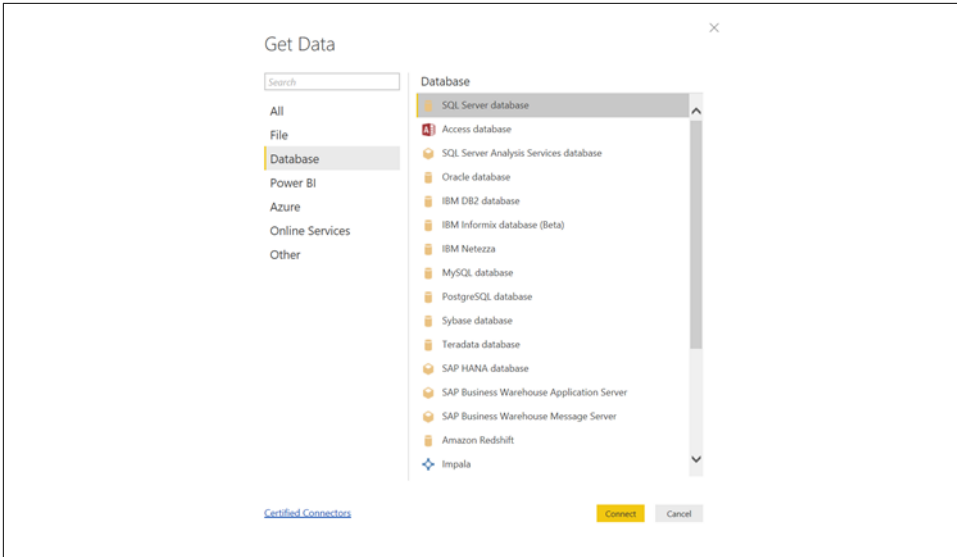 Get Data
Search
All
File
Database
Power BI
Azure
Online Services
Other
Database
SQL Server database
Access database
SQL Server Analysis Services database
Oracle database
IBM DB2 database
IBM Informix database (Beta)
IBM Netezza
MySQL database
PostgreSQL database
Sybase database
Teradata database
SAP HANA database
SAP Business Warehouse Application Server
SAP Business Warehouse Message Server
Amazon Redshift
Impala
Certified Connectors
Connect
Cancel